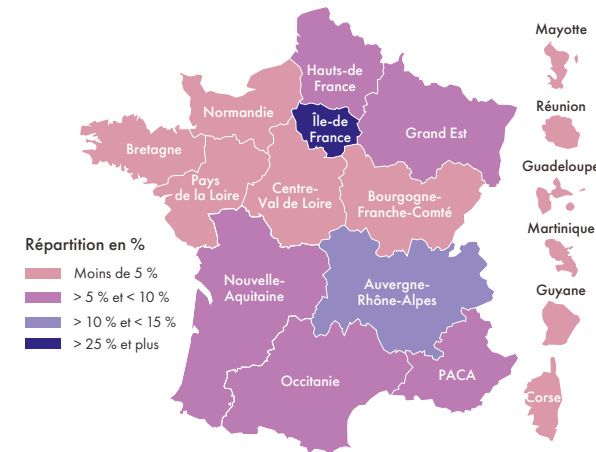 Mayotte
Hauts-de
France
Réunion
Normandie
Île-de
France
Grand Est
Bretagne
Guadeloupe
Pays
de la Loire
Centre-
Val de Loire
Bourgogne-
Franche-Comté
Martinique
Répartition en %
Moins de 5 %
> 5 % et < 10 %
> 10 % et < 15 %
> 25 % et plus
Nouvelle-
Aquitaine
Auvergne-
Rhône-Alpes
Guyane
Occitanie
PACA
Corse